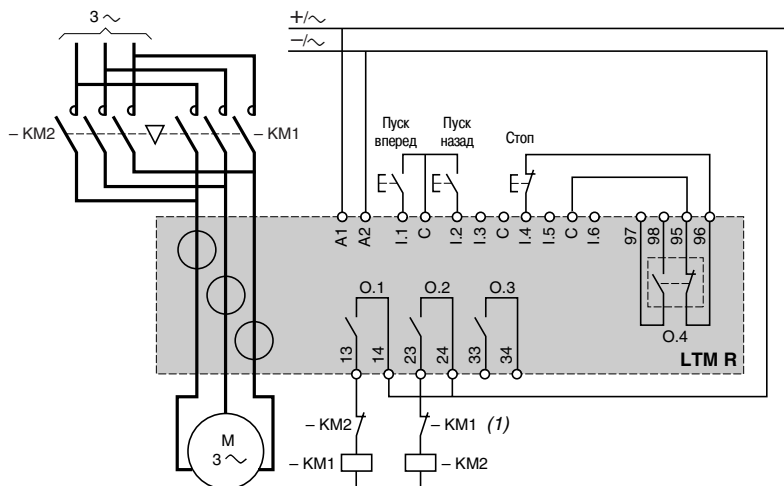 3 ~
+/~
−/~
– KM2
– KM1
Пуск вперед
Пуск назад
Стоп
A1
A2
I.1
C
I.2
I.3
C
I.4
I.5
C
I.6
97
98
95
96
O.1
O.2
O.3
O.4
13
14
23
24
33
34
LTM R
M
3 ~
– KM2
– KM1 (1)
– KM1
– KM2